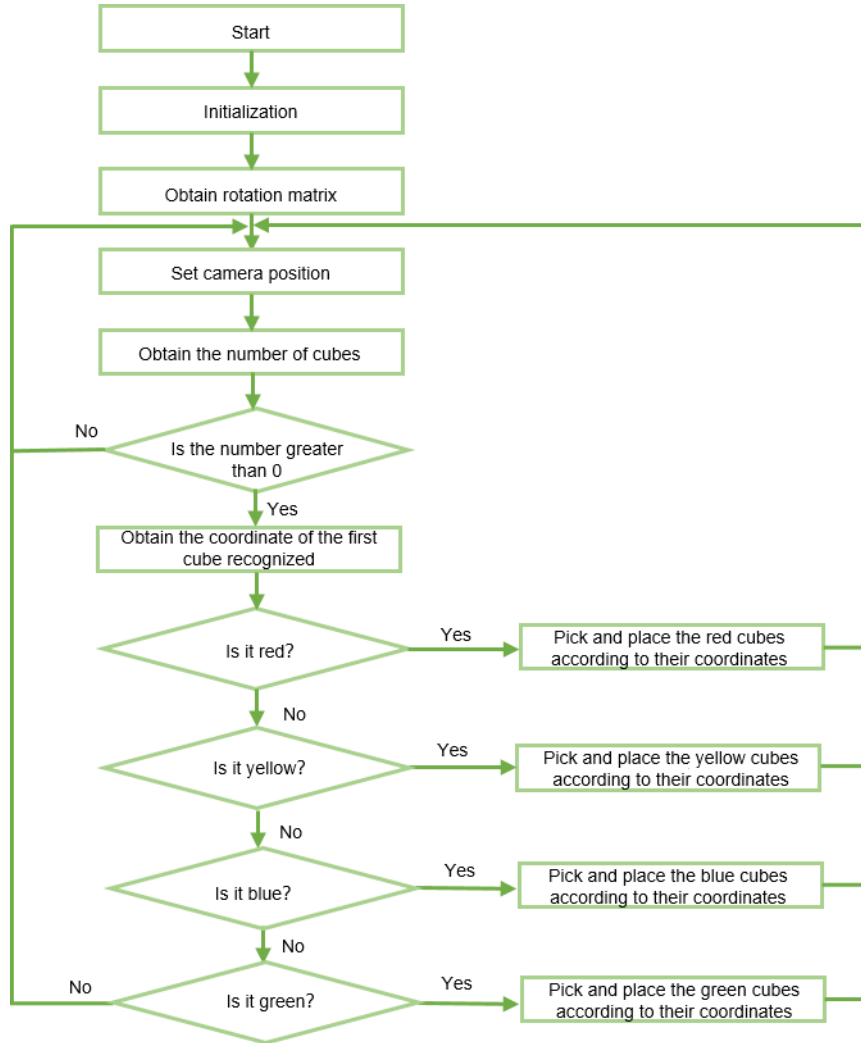 Start
Initialization
Obtain rotation matrix
Set camera position
Obtain the number of cubes
No
Is the number greater
than 0
Yes
Obtain the coordinate of the first
cube recognized
Is it red?
Yes
Pick and place the red cubes
according to their coordinates
No
Is it yellow?
Yes
Pick and place the yellow cubes
according to their coordinates
No
Is it blue?
Yes
Pick and place the blue cubes
according to their coordinates
No
No
Is it green?
Yes
Pick and place the green cubes
according to their coordinates